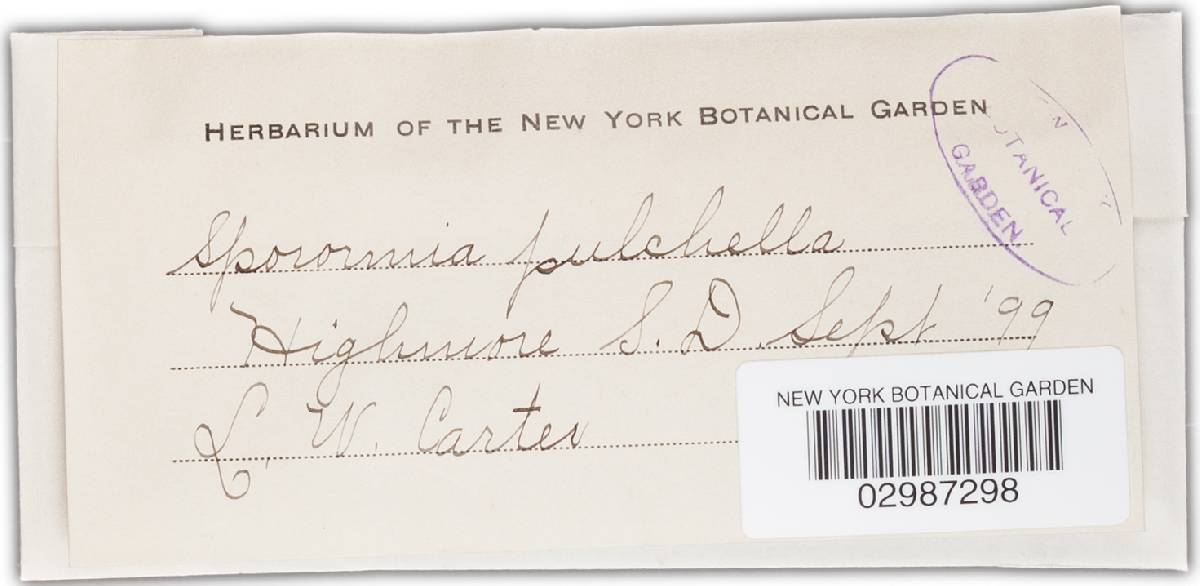 HERBARIUM OF THE NEW YORK BOTANICAL GARDEN
BOTANICAL
GARDEN
Sporormia pulchella
Highmore S.D. Sept '99
L. W. Carter
NEW YORK BOTANICAL GARDEN
02987298